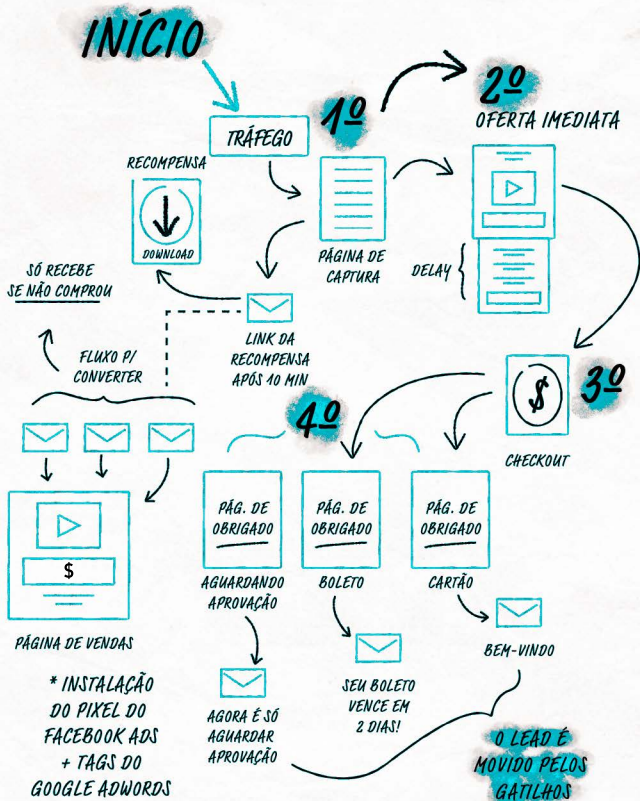 INÍCIO
TRÁFEGO
1º
2º
OFERTA IMEDIATA
RECOMPENSA
DOWNLOAD
PÁGINA DE
CAPTURA
DELAY
SÓ RECEBE
SE NÃO COMPROU
LINK DA
RECOMPENSA
APÓS 10 MIN
FLUXO P/
CONVERTER
3º
$
CHECKOUT
4º
PÁG. DE
OBRIGADO
AGUARDANDO
APROVAÇÃO
PÁG. DE
OBRIGADO
BOLETO
PÁG. DE
OBRIGADO
CARTÃO
$
PÁGINA DE VENDAS
AGORA É SÓ
AGUARDAR
APROVAÇÃO
SEU BOLETO
VENCE EM
2 DIAS!
BEM-VINDO
* INSTALAÇÃO
DO PIXEL DO
FACEBOOK ADS
+ TAGS DO
GOOGLE ADWORDS
O LEAD É
MOVIDO PELOS
GATILHOS